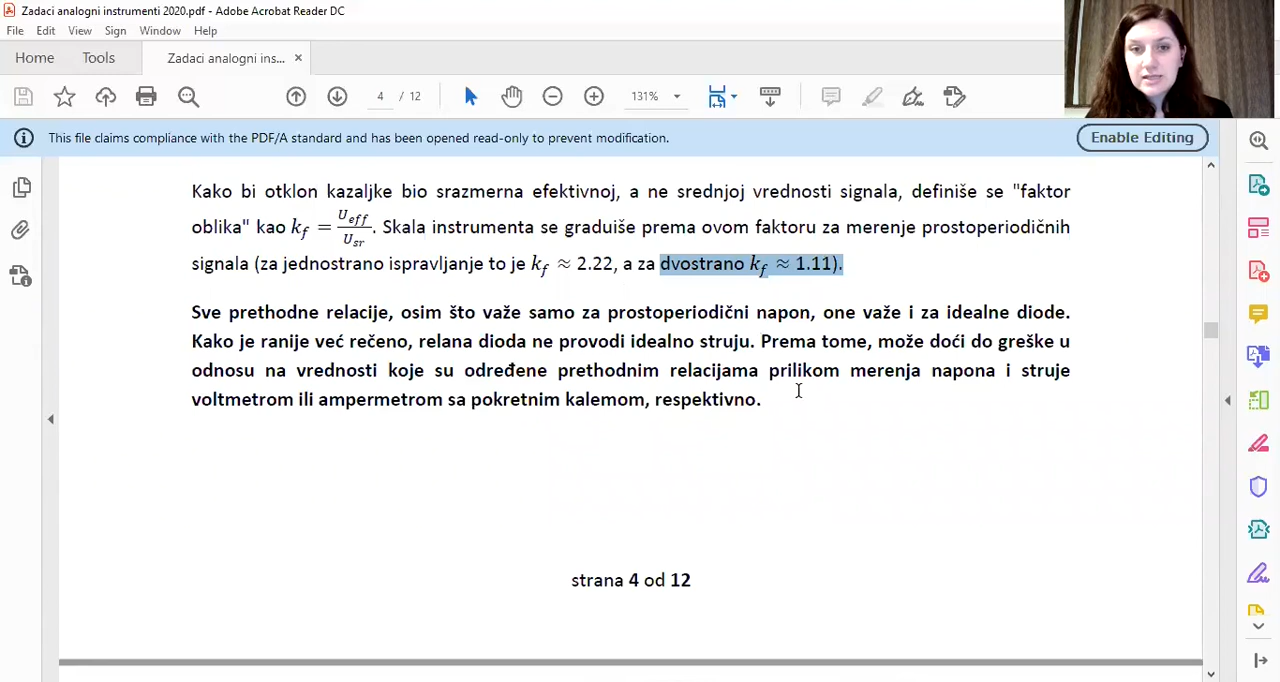 Zadaci analogni instrumenti 2020.pdf - Adobe Acrobat Reader DC
File Edit View Sign Window Help
Home Tools Zadaci analogni ins... ×
4 / 12 131%
This file claims compliance with the PDF/A standard and has been opened read-only to prevent modification. Enable Editing
Kako bi otklon kazaljke bio srazmerna efektivnoj, a ne srednjoj vrednosti signala, definiše se "faktor
oblika" kao k_f = U_eff / U_sr. Skala instrumenta se graduiše prema ovom faktoru za merenje prostoperiodičnih
signala (za jednostrano ispravljanje to je k_f ≈ 2.22, a za dvostrano k_f ≈ 1.11).
Sve prethodne relacije, osim što važe samo za prostoperiodični napon, one važe i za idealne diode.
Kako je ranije već rečeno, relana dioda ne provodi idealno struju. Prema tome, može doći do greške u
odnosu na vrednosti koje su određene prethodnim relacijama prilikom merenja napona i struje
voltmetrom ili ampermetrom sa pokretnim kalemom, respektivno.
strana 4 od 12